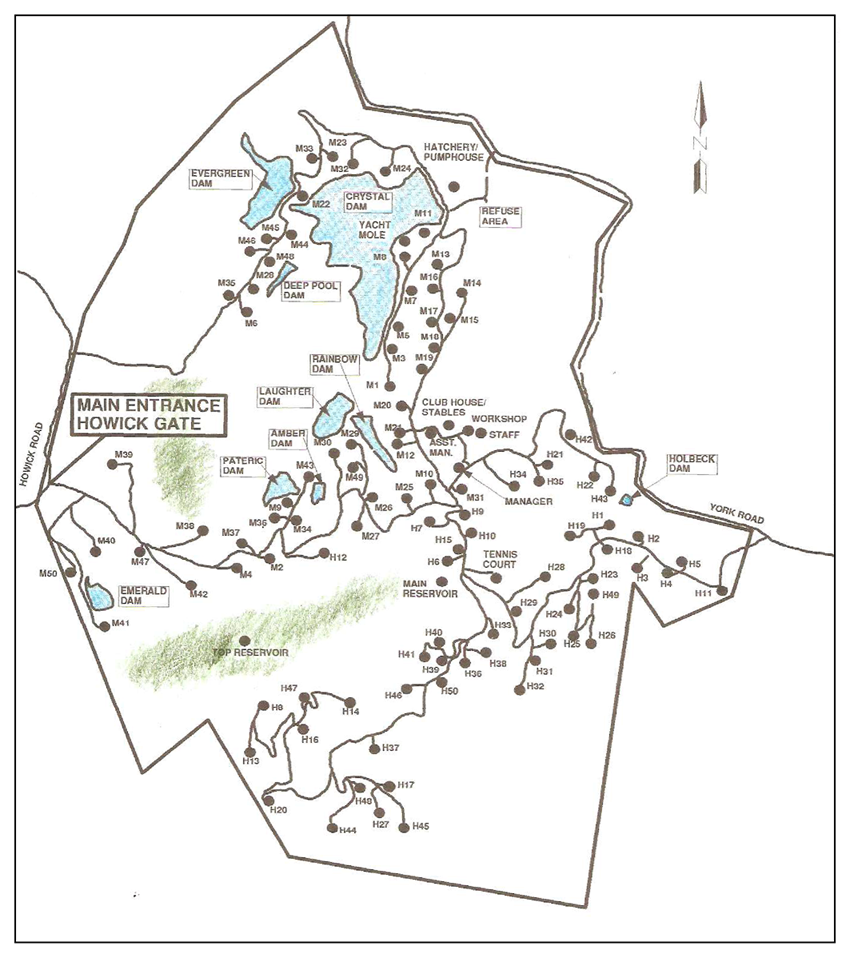 M23
M33
HATCHERY/
PUMPHOUSE
M32
M24
EVERGREEN
DAM
M22
CRYSTAL
DAM
M11
REFUSE
AREA
YACHT
MOLE
M45
M46
M44
M8
M13
M48
M28
DEEP POOL
DAM
M16
M14
M35
M7
M6
M17
M15
M5
M18
M3
M19
RAINBOW
DAM
M1
LAUGHTER
DAM
M20
CLUB HOUSE/
STABLES
MAIN ENTRANCE
HOWICK GATE
M21
WORKSHOP
STAFF
AMBER
DAM
M29
M30
M12
ASST.
MAN.
H42
HOWICK ROAD
M39
PATERIC
DAM
M43
M49
M10
H21
HOLBECK
DAM
H34
H35
H22
H43
M9
M26
M25
M31
MANAGER
YORK ROAD
M36
M34
M38
M27
H7
H9
H10
H19
H1
H2
M37
H15
H18
M40
M47
M2
H12
H6
TENNIS
COURT
H5
M50
M4
MAIN
RESERVOIR
H28
H23
H3
H4
H11
EMERALD
DAM
M42
H49
H29
H24
M41
H33
TOP RESERVOIR
H40
H30
H25
H26
H41
H39
H36
H38
H31
H46
H50
H32
H47
H8
H14
H16
H13
H37
H20
H48
H17
H44
H27
H45
N